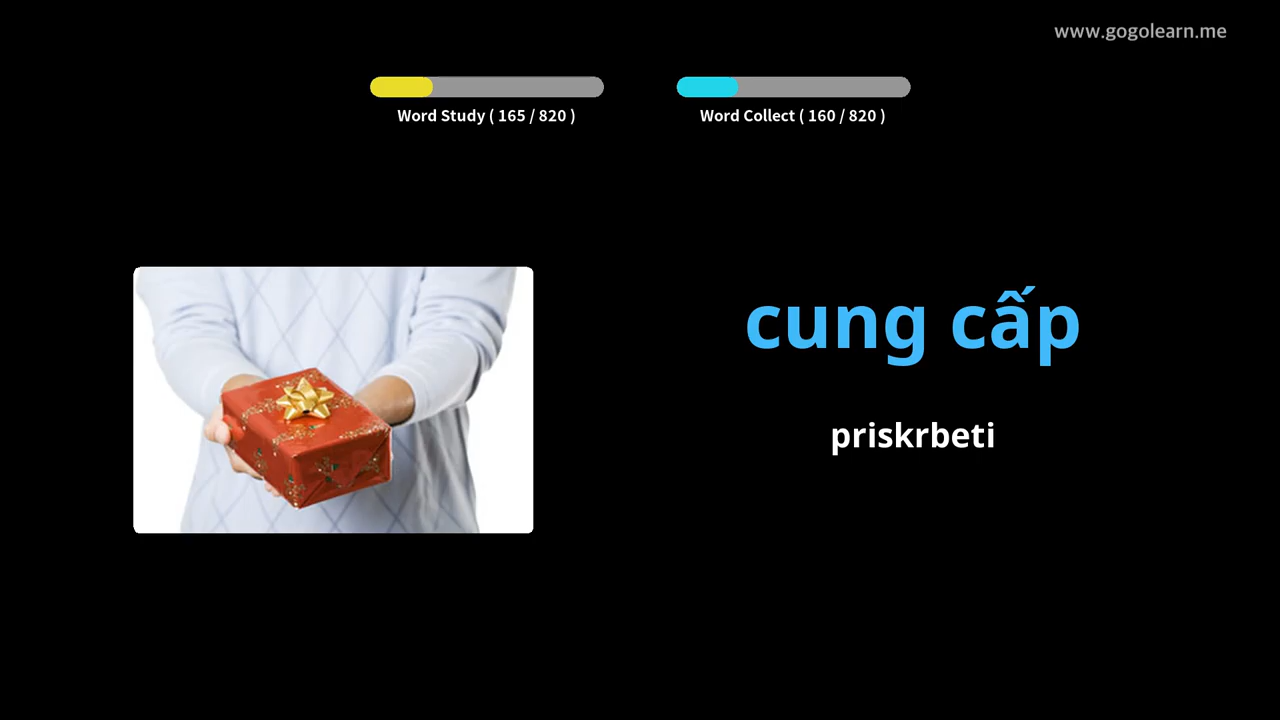 www.gogolearn.me
Word Study ( 165 / 820 )
Word Collect ( 160 / 820 )
cung cấp
priskrbeti